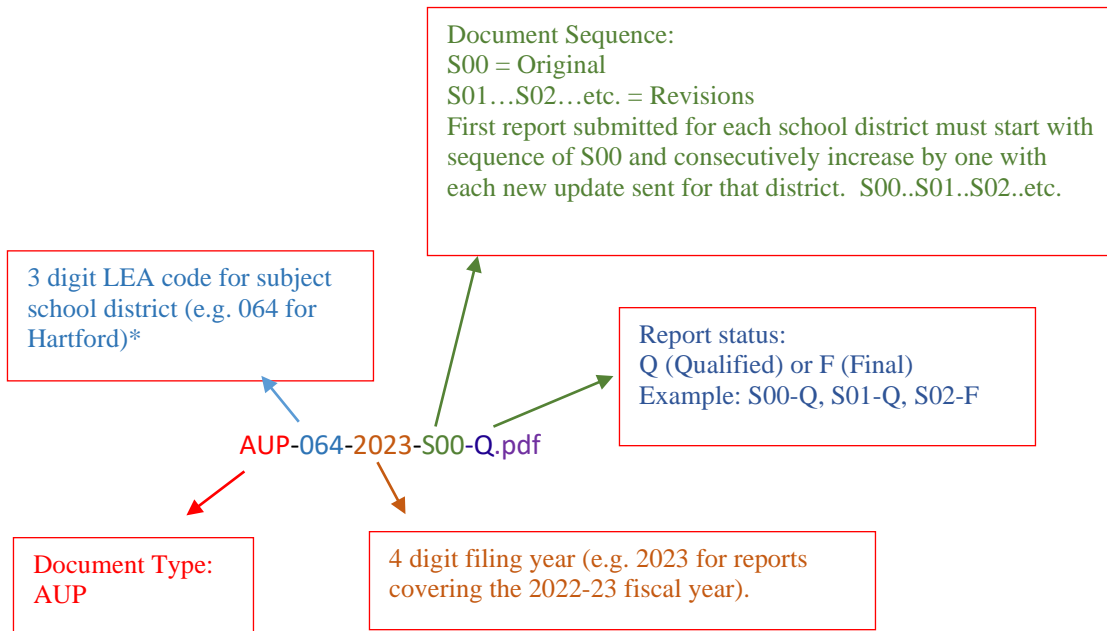 Document Sequence:
S00 = Original
S01…S02…etc. = Revisions
First report submitted for each school district must start with
sequence of S00 and consecutively increase by one with
each new update sent for that district.  S00..S01..S02..etc.
3 digit LEA code for subject
school district (e.g. 064 for
Hartford)*
Report status:
Q (Qualified) or F (Final)
Example: S00-Q, S01-Q, S02-F
AUP-064-2023-S00-Q.pdf
Document Type:
AUP
4 digit filing year (e.g. 2023 for reports
covering the 2022-23 fiscal year).